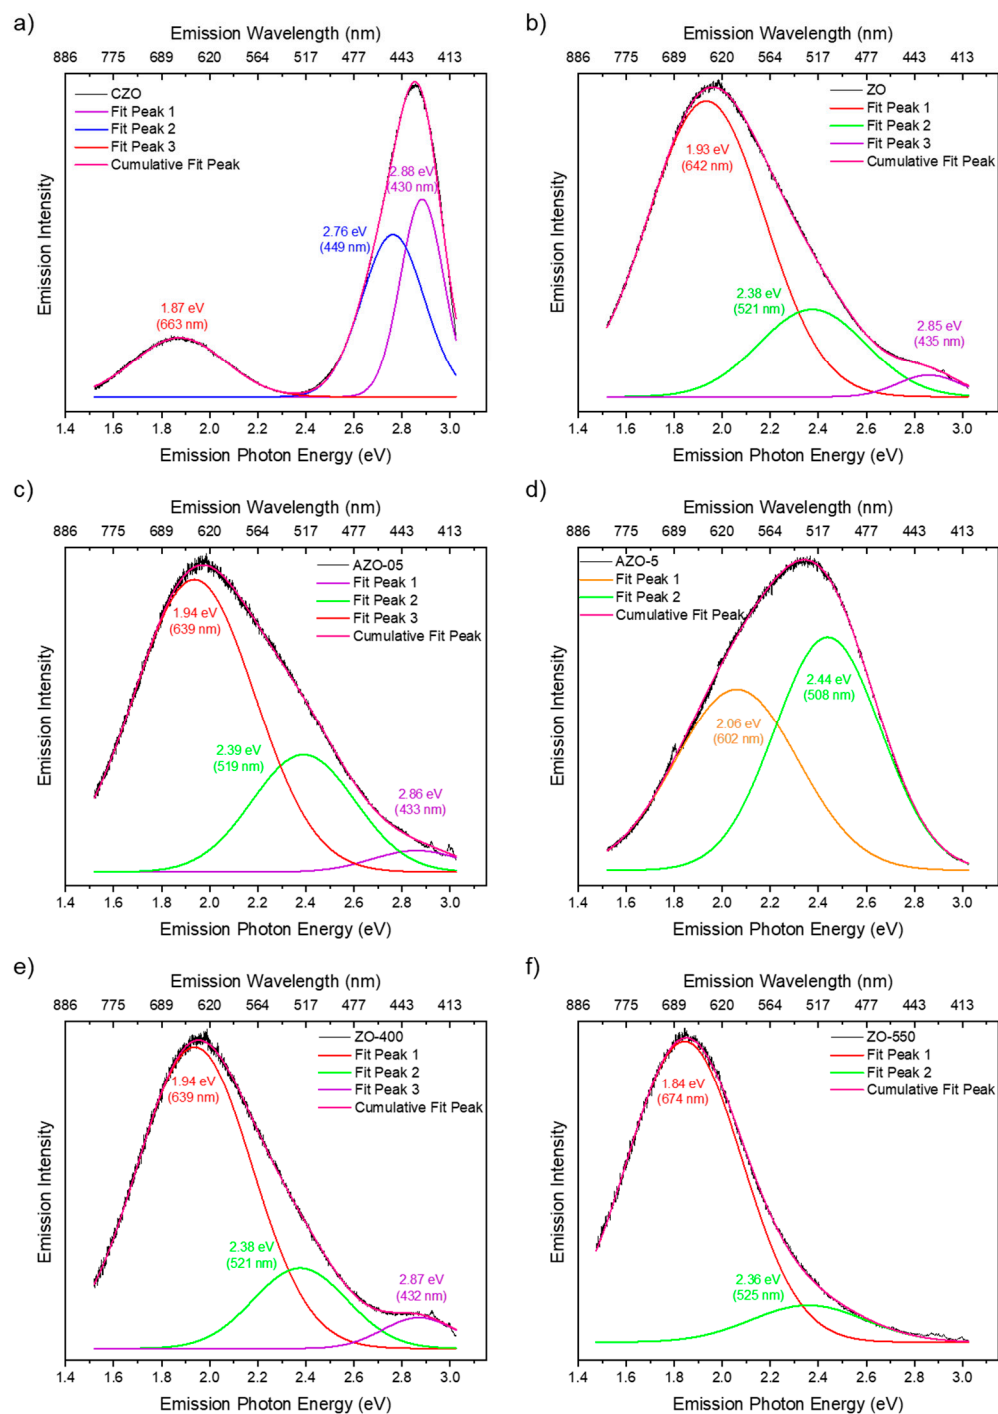 a)
Emission Wavelength (nm)
886 775 689 620 564 517 477 443 413
CZO
Fit Peak 1
Fit Peak 2
Fit Peak 3
Cumulative Fit Peak
2.88 eV
(430 nm)
2.76 eV
(449 nm)
1.87 eV
(663 nm)
Emission Intensity
1.4 1.6 1.8 2.0 2.2 2.4 2.6 2.8 3.0
Emission Photon Energy (eV)
b)
Emission Wavelength (nm)
886 775 689 620 564 517 477 443 413
ZO
Fit Peak 1
Fit Peak 2
Fit Peak 3
Cumulative Fit Peak
1.93 eV
(642 nm)
2.38 eV
(521 nm)
2.85 eV
(435 nm)
Emission Intensity
1.4 1.6 1.8 2.0 2.2 2.4 2.6 2.8 3.0
Emission Photon Energy (eV)
c)
Emission Wavelength (nm)
886 775 689 620 564 517 477 443 413
AZO-05
Fit Peak 1
Fit Peak 2
Fit Peak 3
Cumulative Fit Peak
1.94 eV
(639 nm)
2.39 eV
(519 nm)
2.86 eV
(433 nm)
Emission Intensity
1.4 1.6 1.8 2.0 2.2 2.4 2.6 2.8 3.0
Emission Photon Energy (eV)
d)
Emission Wavelength (nm)
886 775 689 620 564 517 477 443 413
AZO-5
Fit Peak 1
Fit Peak 2
Cumulative Fit Peak
2.44 eV
(508 nm)
2.06 eV
(602 nm)
Emission Intensity
1.4 1.6 1.8 2.0 2.2 2.4 2.6 2.8 3.0
Emission Photon Energy (eV)
e)
Emission Wavelength (nm)
886 775 689 620 564 517 477 443 413
ZO-400
Fit Peak 1
Fit Peak 2
Fit Peak 3
Cumulative Fit Peak
1.94 eV
(639 nm)
2.38 eV
(521 nm)
2.87 eV
(432 nm)
Emission Intensity
1.4 1.6 1.8 2.0 2.2 2.4 2.6 2.8 3.0
Emission Photon Energy (eV)
f)
Emission Wavelength (nm)
886 775 689 620 564 517 477 443 413
ZO-550
Fit Peak 1
Fit Peak 2
Cumulative Fit Peak
1.84 eV
(674 nm)
2.36 eV
(525 nm)
Emission Intensity
1.4 1.6 1.8 2.0 2.2 2.4 2.6 2.8 3.0
Emission Photon Energy (eV)